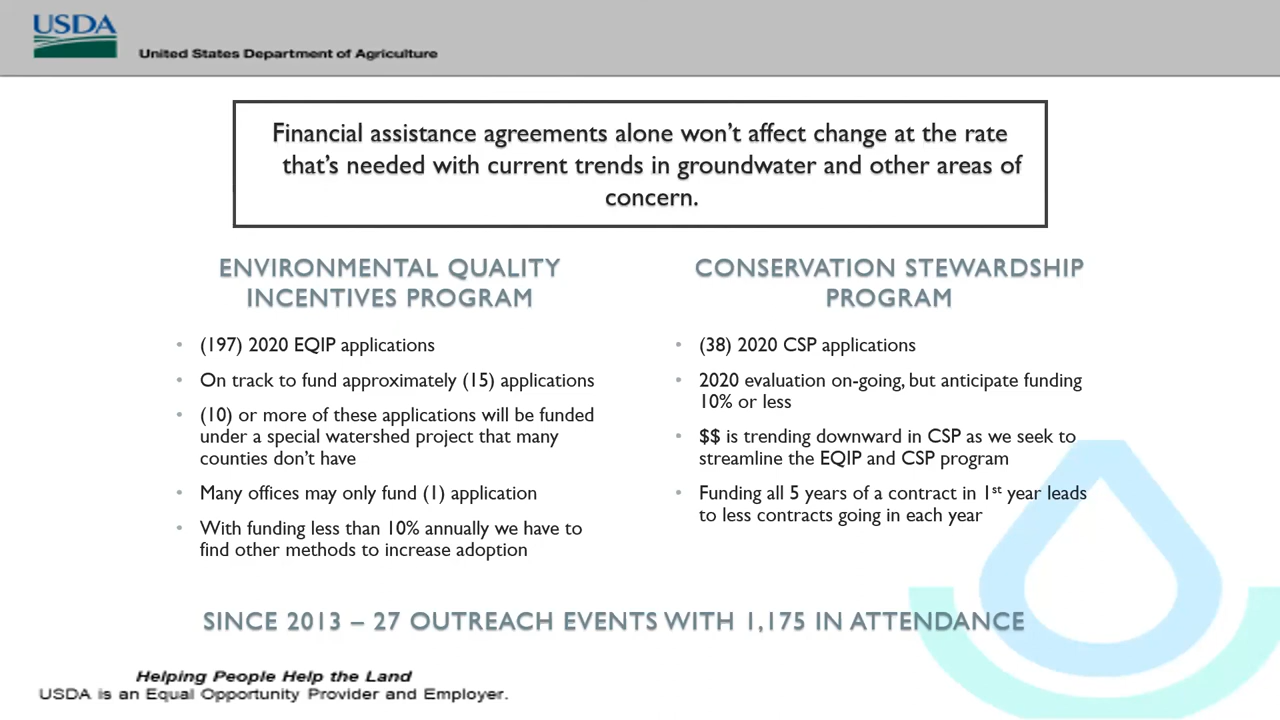 USDA
United States Department of Agriculture
Financial assistance agreements alone won't affect change at the rate
that's needed with current trends in groundwater and other areas of
concern.
ENVIRONMENTAL QUALITY
INCENTIVES PROGRAM
• (197) 2020 EQIP applications
• On track to fund approximately (15) applications
• (10) or more of these applications will be funded
under a special watershed project that many
counties don't have
• Many offices may only fund (1) application
• With funding less than 10% annually we have to
find other methods to increase adoption
CONSERVATION STEWARDSHIP
PROGRAM
• (38) 2020 CSP applications
• 2020 evaluation on-going, but anticipate funding
10% or less
• $$ is trending downward in CSP as we seek to
streamline the EQIP and CSP program
• Funding all 5 years of a contract in 1st year leads
to less contracts going in each year
SINCE 2013 – 27 OUTREACH EVENTS WITH 1,175 IN ATTENDANCE
Helping People Help the Land
USDA is an Equal Opportunity Provider and Employer.